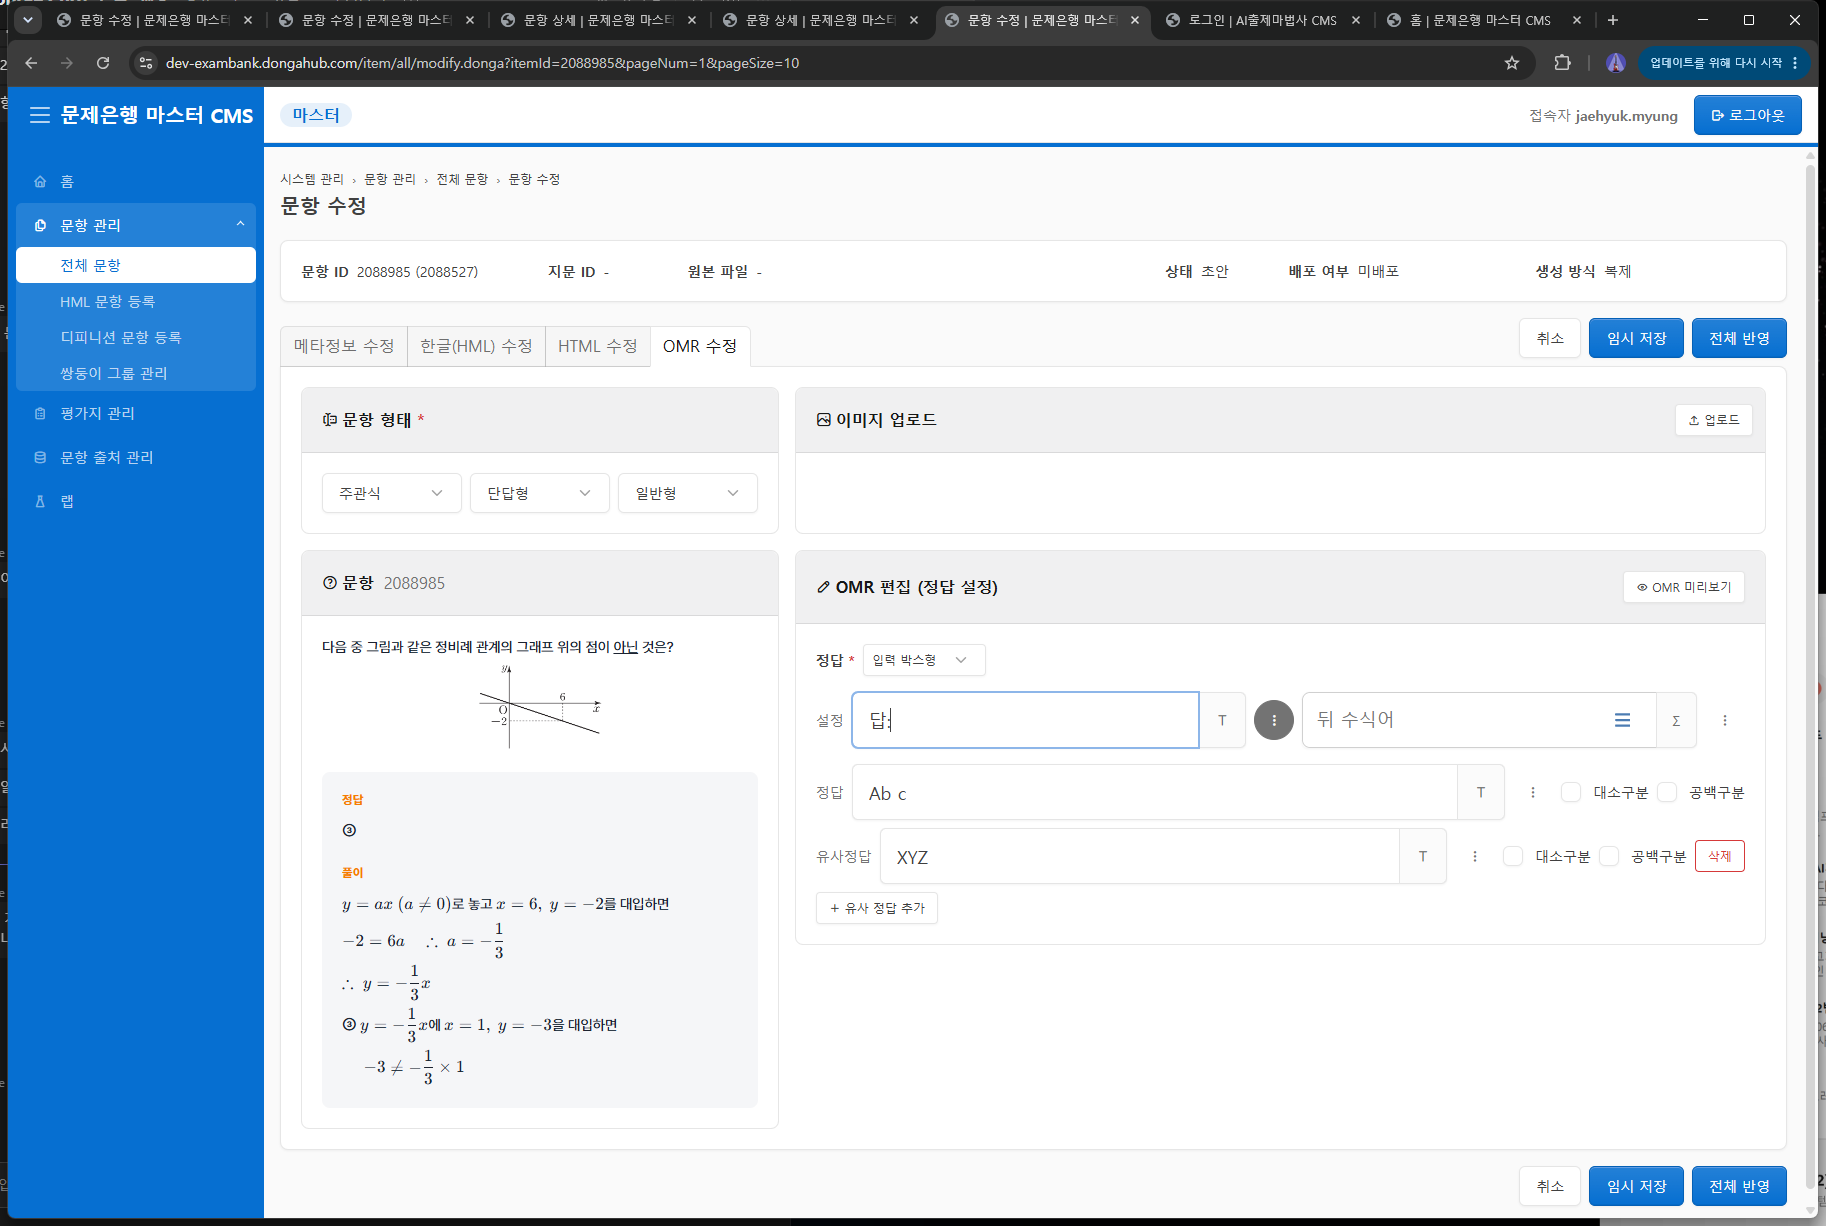 문항 수정 | 문제은행 마스터
문항 수정 | 문제은행 마스터
문항 상세 | 문제은행 마스터
문항 상세 | 문제은행 마스터
문항 수정 | 문제은행 마스터
로그인 | AI출제마법사 CMS
홈 | 문제은행 마스터 CMS
dev-exambank.dongahub.com/item/all/modify.donga?itemId=2088985&pageNum=1&pageSize=10
업데이트를 위해 다시 시작
문제은행 마스터 CMS
마스터
접속자 jaehyuk.myung
로그아웃
홈
문항 관리
전체 문항
HML 문항 등록
디피니션 문항 등록
쌍둥이 그룹 관리
평가지 관리
문항 출처 관리
랩
시스템 관리 › 문항 관리 › 전체 문항 › 문항 수정
문항 수정
문항 ID 2088985 (2088527)
지문 ID -
원본 파일 -
상태 초안
배포 여부 미배포
생성 방식 복제
메타정보 수정
한글(HML) 수정
HTML 수정
OMR 수정
취소
임시 저장
전체 반영
문항 형태 *
주관식
단답형
일반형
이미지 업로드
업로드
문항 2088985
다음 중 그림과 같은 정비례 관계의 그래프 위의 점이 아닌 것은?
y
6
O
x
−2
정답
③
풀이
y = ax (a ≠ 0)로 놓고 x = 6, y = −2를 대입하면
−2 = 6a ∴ a = −1/3
∴ y = −1/3x
③ y = −1/3x에 x = 1, y = −3을 대입하면
−3 ≠ −1/3 × 1
OMR 편집 (정답 설정)
OMR 미리보기
정답 *
입력 박스형
설정
답:
T
뒤 수식어
Σ
정답
Ab c
T
대소구분
공백구분
유사정답
XYZ
T
대소구분
공백구분
삭제
+ 유사 정답 추가
취소
임시 저장
전체 반영